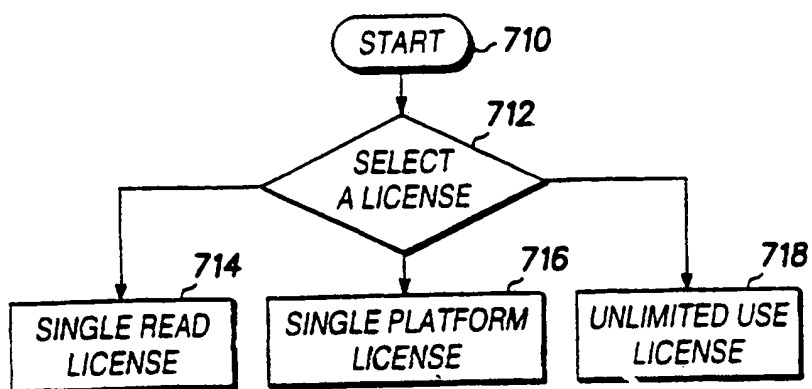 START
710
712
SELECT
A LICENSE
714
716
718
SINGLE READ
LICENSE
SINGLE PLATFORM
LICENSE
UNLIMITED USE
LICENSE